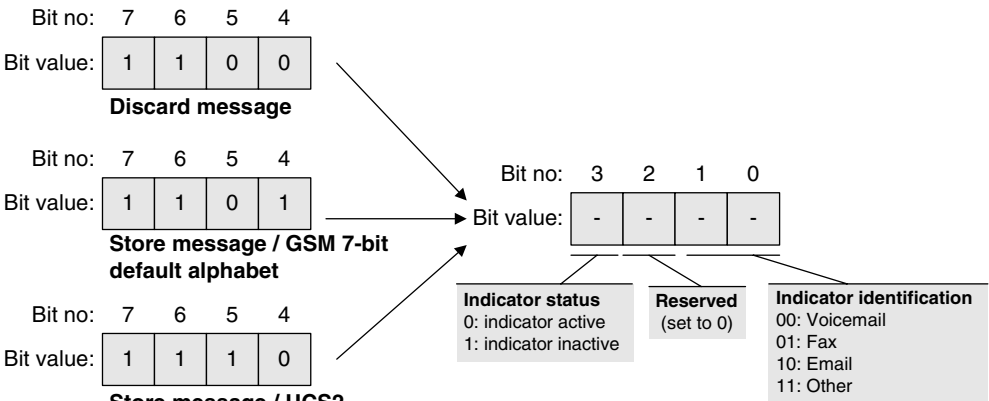 Bit no: 7 6 5 4
Bit value: 1 1 0 0
Discard message
Bit no: 7 6 5 4
Bit value: 1 1 0 1
Store message / GSM 7-bit
default alphabet
Bit no: 7 6 5 4
Bit value: 1 1 1 0
Store message / UCS2
Bit no: 3 2 1 0
Bit value: - - - -
Indicator status
0: indicator active
1: indicator inactive
Reserved
(set to 0)
Indicator identification
00: Voicemail
01: Fax
10: Email
11: Other